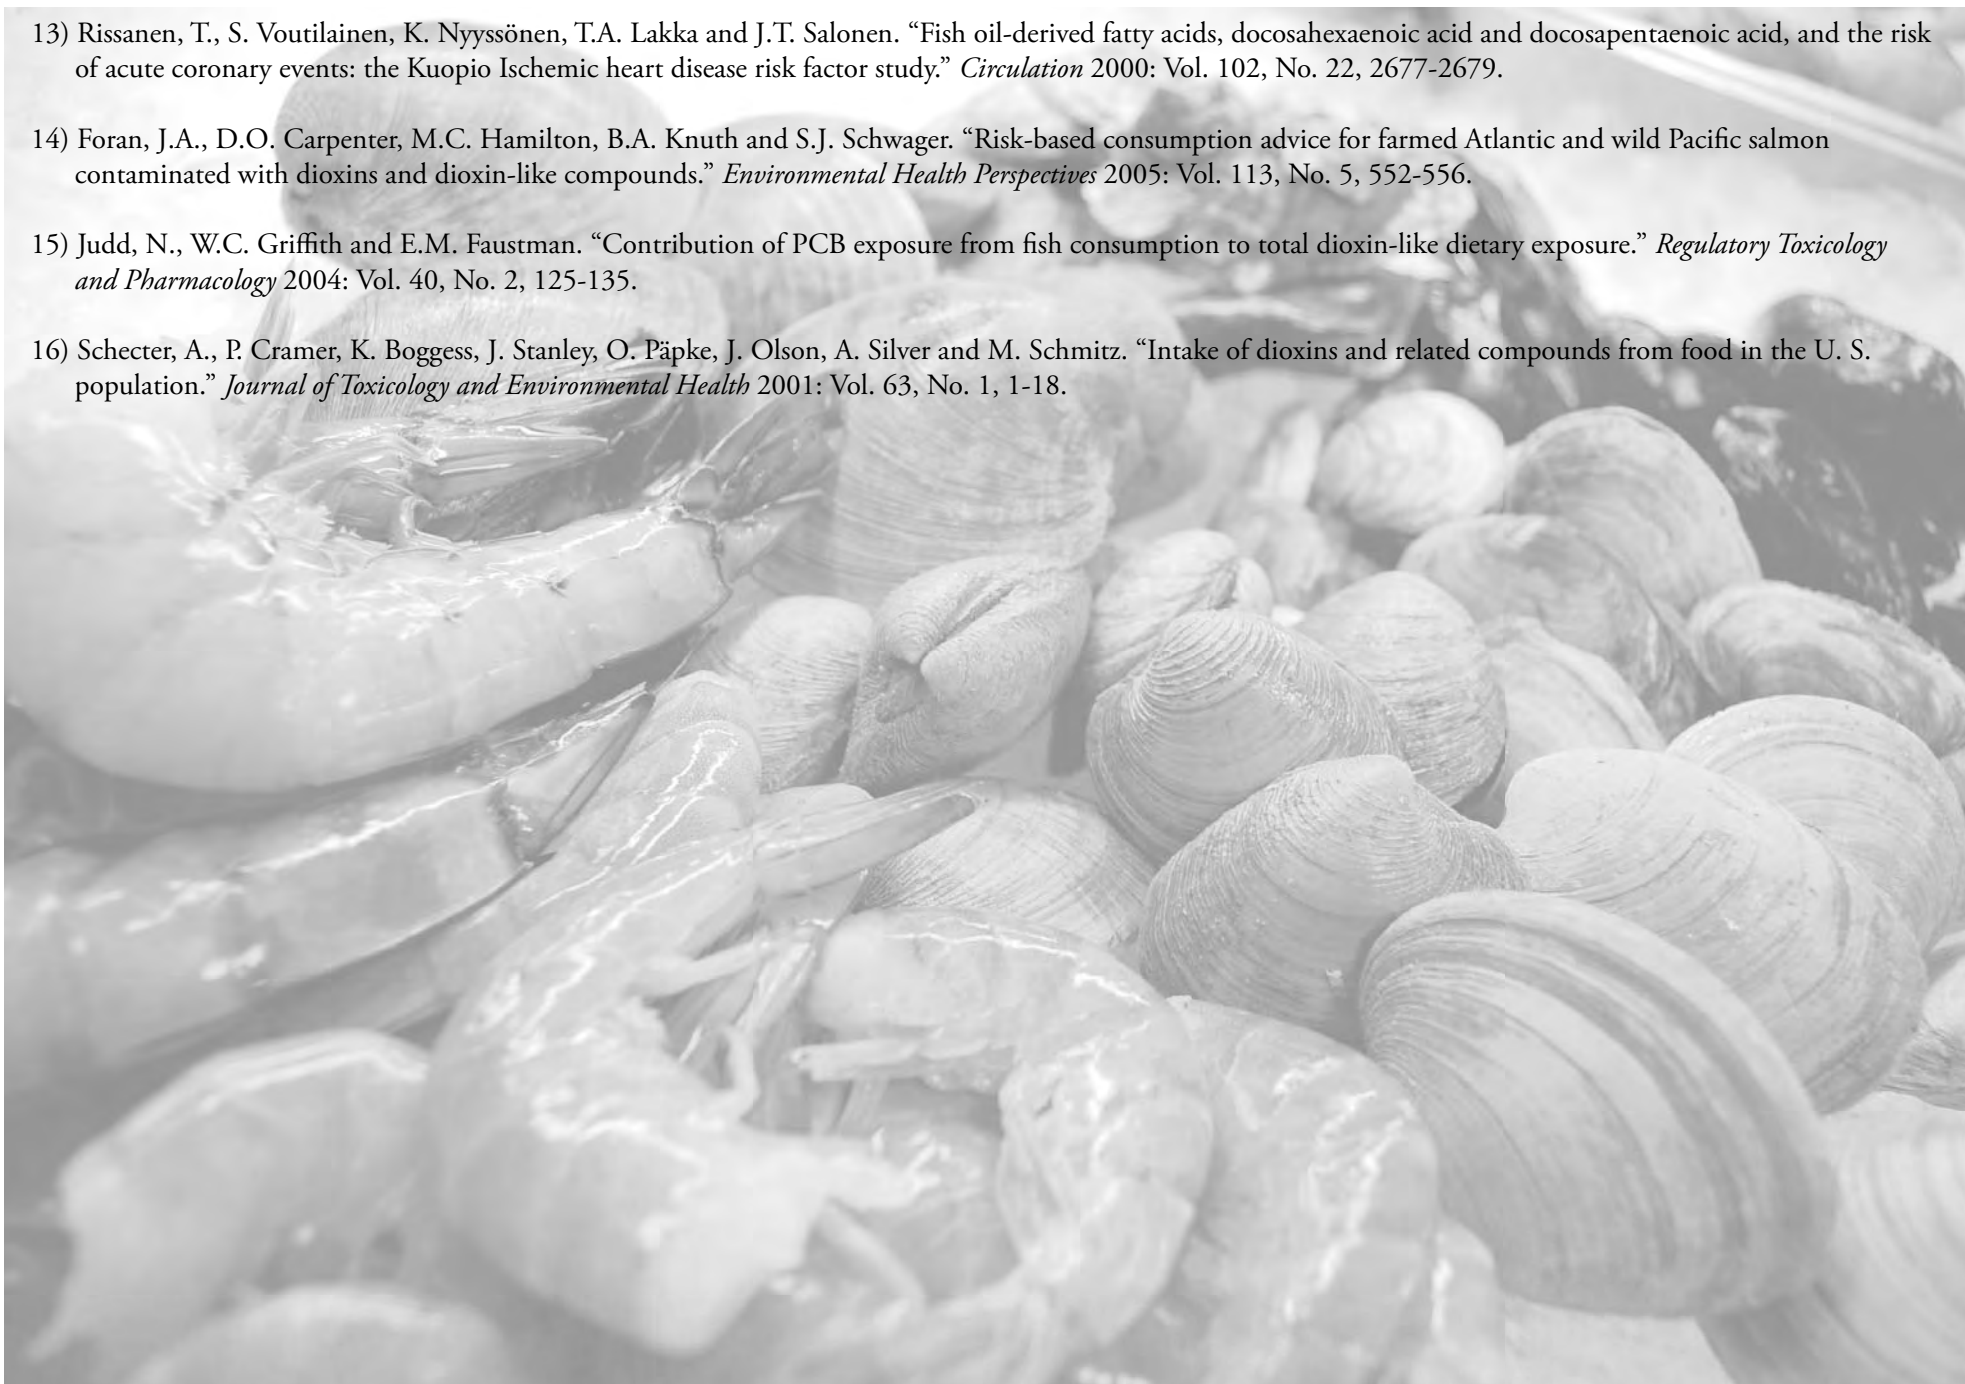 13) Rissanen, T., S. Voutilainen, K. Nyyssönen, T.A. Lakka and J.T. Salonen. “Fish oil-derived fatty acids, docosahexaenoic acid and docosapentaenoic acid, and the risk
of acute coronary events: the Kuopio Ischemic heart disease risk factor study.” Circulation 2000: Vol. 102, No. 22, 2677-2679.
14) Foran, J.A., D.O. Carpenter, M.C. Hamilton, B.A. Knuth and S.J. Schwager. “Risk-based consumption advice for farmed Atlantic and wild Pacific salmon
contaminated with dioxins and dioxin-like compounds.” Environmental Health Perspectives 2005: Vol. 113, No. 5, 552-556.
15) Judd, N., W.C. Griffith and E.M. Faustman. “Contribution of PCB exposure from fish consumption to total dioxin-like dietary exposure.” Regulatory Toxicology
and Pharmacology 2004: Vol. 40, No. 2, 125-135.
16) Schecter, A., P. Cramer, K. Boggess, J. Stanley, O. Päpke, J. Olson, A. Silver and M. Schmitz. “Intake of dioxins and related compounds from food in the U. S.
population.” Journal of Toxicology and Environmental Health 2001: Vol. 63, No. 1, 1-18.